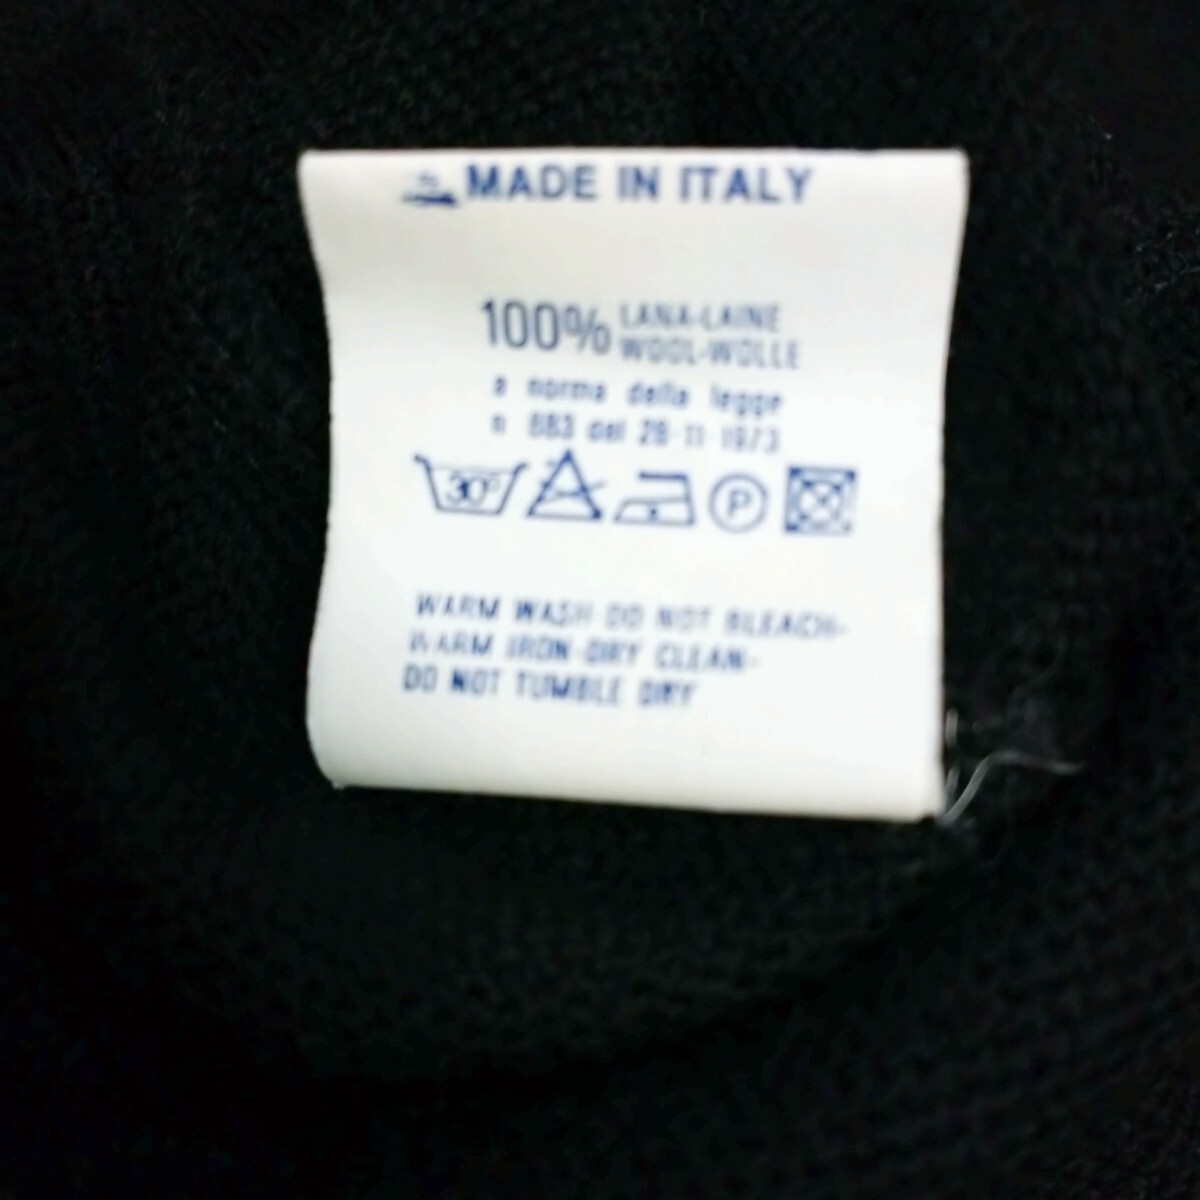 MADE IN ITALY
100% LANA-LAINE
WOOL-WOLLE
a norma della legge
n 883 del 26-11-1973
30° P
WARM WASH-DO NOT BLEACH-
WARM IRON-DRY CLEAN-
DO NOT TUMBLE DRY